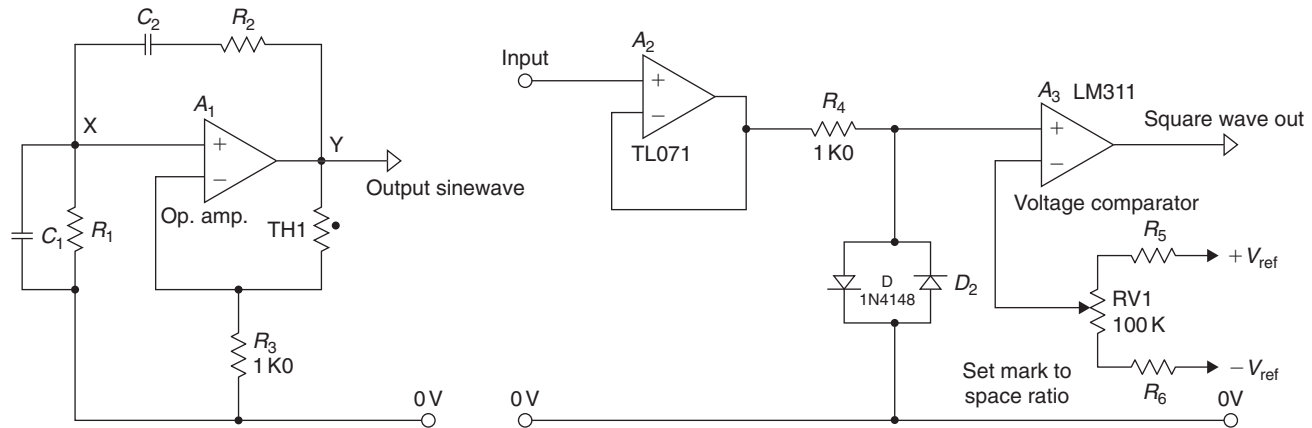 C2
R2
X
A1
+
−
Op. amp.
Y
Output sinewave
C1
R1
TH1
R3
1 K0
0 V
Input
A2
+
−
TL071
R4
1 K0
A3
LM311
+
−
Square wave out
Voltage comparator
D
1N4148
D2
R5
+ Vref
RV1
100 K
Set mark to
space ratio
− Vref
R6
0 V
0V